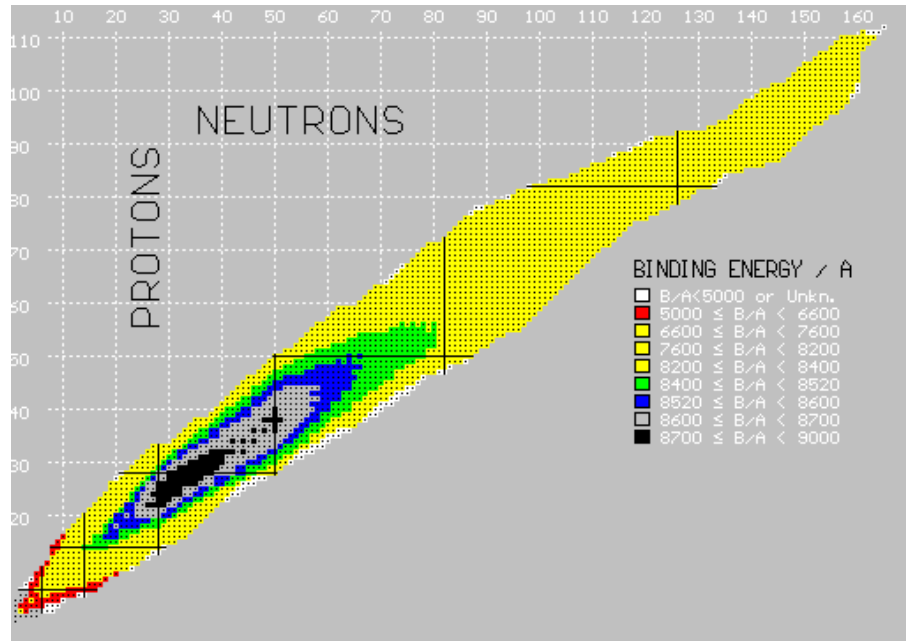 10 20 30 40 50 60 70 80 90 100 110 120 130 140 150 160
110
100
NEUTRONS
90
80
PROTONS
70
60
50
40
30
20
BINDING ENERGY / A
B/A<5000 or Unkn.
5000 ≤ B/A < 6600
6600 ≤ B/A < 7600
7600 ≤ B/A < 8200
8200 ≤ B/A < 8400
8400 ≤ B/A < 8520
8520 ≤ B/A < 8600
8600 ≤ B/A < 8700
8700 ≤ B/A < 9000